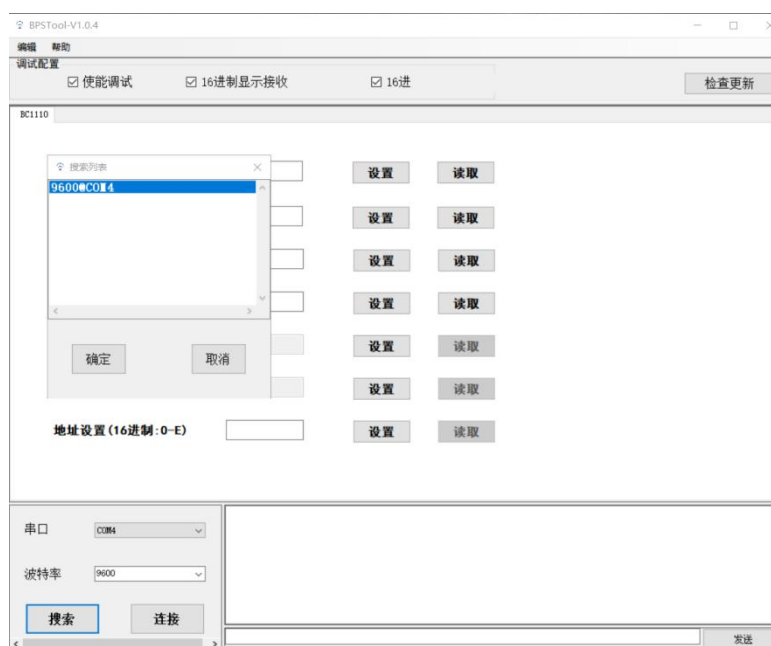 BPSTool-V1.0.4
编辑 帮助
调试配置
使能调试 16进制显示接收 16进 检查更新
BC1110
搜索列表
9600@COM4
设置 读取
设置 读取
设置 读取
设置 读取
确定 取消
设置 读取
设置 读取
地址设置(16进制:0-E) 设置 读取
串口 COM4
波特率 9600
搜索 连接
发送